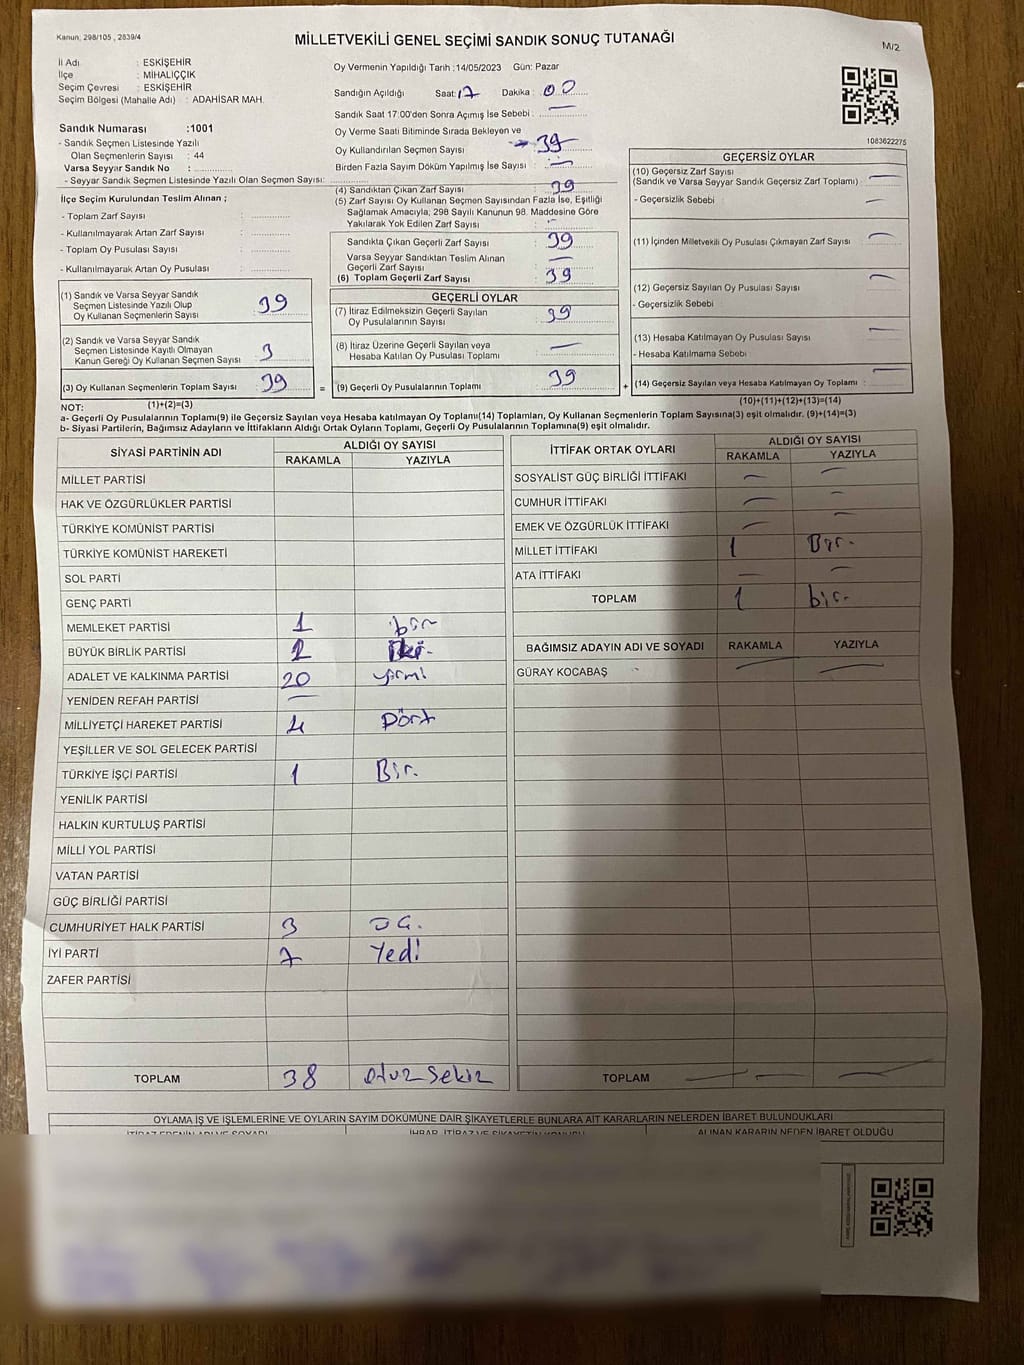 Kanun; 298/105 , 2839/4
MİLLETVEKİLİ GENEL SEÇİMİ SANDIK SONUÇ TUTANAĞI
M/2
İl Adı : ESKİŞEHİR
İlçe : MİHALIÇÇIK
Seçim Çevresi : ESKİŞEHİR
Seçim Bölgesi (Mahalle Adı) : ADAHİSAR MAH.
Sandık Numarası :1001
- Sandık Seçmen Listesinde Yazılı
Olan Seçmenlerin Sayısı : 44
Varsa Seyyar Sandık No :
- Seyyar Sandık Seçmen Listesinde Yazılı Olan Seçmen Sayısı:
İlçe Seçim Kurulundan Teslim Alınan ;
- Toplam Zarf Sayısı :
- Kullanılmayarak Artan Zarf Sayısı :
- Toplam Oy Pusulası Sayısı :
- Kullanılmayarak Artan Oy Pusulası :
(1) Sandık ve Varsa Seyyar Sandık
Seçmen Listesinde Yazılı Olup
Oy Kullanan Seçmenlerin Sayısı 39
(2) Sandık ve Varsa Seyyar Sandık
Seçmen Listesinde Kayıtlı Olmayan
Kanun Gereği Oy Kullanan Seçmen Sayısı 3
(3) Oy Kullanan Seçmenlerin Toplam Sayısı 39 =
(1)+(2)=(3)
Oy Vermenin Yapıldığı Tarih :14/05/2023 Gün: Pazar
Sandığın Açıldığı Saat: 17 Dakika : 00
Sandık Saat 17:00'den Sonra Açımış İse Sebebi : —
Oy Verme Saati Bitiminde Sırada Bekleyen ve
Oy Kullandırılan Seçmen Sayısı : 39
Birden Fazla Sayım Döküm Yapılmış İse Sayısı : —
(4) Sandıktan Çıkan Zarf Sayısı : 39
(5) Zarf Sayısı Oy Kullanan Seçmen Sayısından Fazla İse, Eşitliği
Sağlamak Amacıyla; 298 Sayılı Kanunun 98. Maddesine Göre
Yakılarak Yok Edilen Zarf Sayısı : -
Sandıkta Çıkan Geçerli Zarf Sayısı : 39
Varsa Seyyar Sandıktan Teslim Alınan
Geçerli Zarf Sayısı : —
(6) Toplam Geçerli Zarf Sayısı : 39
GEÇERLİ OYLAR
(7) İtiraz Edilmeksizin Geçerli Sayılan
Oy Pusulalarının Sayısı : 39
(8) İtiraz Üzerine Geçerli Sayılan veya
Hesaba Katılan Oy Pusulası Toplamı : —
(9) Geçerli Oy Pusulalarının Toplamı : 39 +
1083622275
GEÇERSİZ OYLAR
(10) Geçersiz Zarf Sayısı
(Sandık ve Varsa Seyyar Sandık Geçersiz Zarf Toplamı) : —
- Geçersizlik Sebebi : —
(11) İçinden Milletvekili Oy Pusulası Çıkmayan Zarf Sayısı : —
(12) Geçersiz Sayılan Oy Pusulası Sayısı : —
- Geçersizlik Sebebi :
(13) Hesaba Katılmayan Oy Pusulası Sayısı : —
- Hesaba Katılmama Sebebi :
(14) Geçersiz Sayılan veya Hesaba Katılmayan Oy Toplamı : —
(10)+(11)+(12)+(13)=(14)
NOT:
a- Geçerli Oy Pusulalarının Toplamı(9) ile Geçersiz Sayılan veya Hesaba katılmayan Oy Toplamı(14) Toplamları, Oy Kullanan Seçmenlerin Toplam Sayısına(3) eşit olmalıdır. (9)+(14)=(3)
b- Siyasi Partilerin, Bağımsız Adayların ve İttifakların Aldığı Ortak Oyların Toplamı, Geçerli Oy Pusulalarının Toplamına(9) eşit olmalıdır.
SİYASİ PARTİNİN ADI ALDIĞI OY SAYISI
RAKAMLA YAZIYLA
MİLLET PARTİSİ
HAK VE ÖZGÜRLÜKLER PARTİSİ
TÜRKİYE KOMÜNİST PARTİSİ
TÜRKİYE KOMÜNİST HAREKETİ
SOL PARTİ
GENÇ PARTİ
MEMLEKET PARTİSİ 1 bir
BÜYÜK BİRLİK PARTİSİ 2 iki.
ADALET VE KALKINMA PARTİSİ 20 yirmi
YENİDEN REFAH PARTİSİ —
MİLLİYETÇİ HAREKET PARTİSİ 4 Dört
YEŞİLLER VE SOL GELECEK PARTİSİ
TÜRKİYE İŞÇİ PARTİSİ 1 Bir.
YENİLİK PARTİSİ
HALKIN KURTULUŞ PARTİSİ
MİLLİ YOL PARTİSİ
VATAN PARTİSİ
GÜÇ BİRLİĞİ PARTİSİ
CUMHURİYET HALK PARTİSİ 3 üç.
İYİ PARTİ 7 Yedi
ZAFER PARTİSİ
TOPLAM 38 otuz sekiz
İTTİFAK ORTAK OYLARI ALDIĞI OY SAYISI
RAKAMLA YAZIYLA
SOSYALİST GÜÇ BİRLİĞİ İTTİFAKI — —
CUMHUR İTTİFAKI — —
EMEK VE ÖZGÜRLÜK İTTİFAKI — —
MİLLET İTTİFAKI 1 Bir.
ATA İTTİFAKI — —
TOPLAM 1 bir.
BAĞIMSIZ ADAYIN ADI VE SOYADI RAKAMLA YAZIYLA
GÜRAY KOCABAŞ — —
TOPLAM — —
OYLAMA İŞ VE İŞLEMLERİNE VE OYLARIN SAYIM DÖKÜMÜNE DAİR ŞİKAYETLERLE BUNLARA AİT KARARLARIN NELERDEN İBARET BULUNDUKLARI
İTİRAZ EDENİN ADI VE SOYADI İHBAR, İTİRAZ VE ŞİKAYETİN KONUSU ALINAN KARARIN NEDEN İBARET OLDUĞU